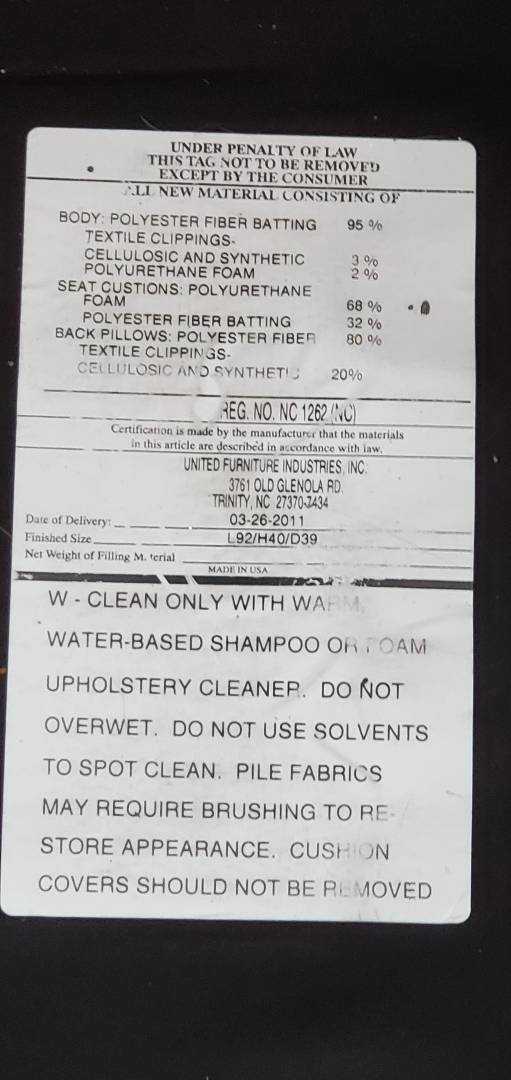 UNDER PENALTY OF LAW
THIS TAG NOT TO BE REMOVED
EXCEPT BY THE CONSUMER
ALL NEW MATERIAL CONSISTING OF
BODY: POLYESTER FIBER BATTING 95 %
TEXTILE CLIPPINGS-
CELLULOSIC AND SYNTHETIC 3 %
POLYURETHANE FOAM 2 %
SEAT CUSTIONS: POLYURETHANE
FOAM 68 %
POLYESTER FIBER BATTING 32 %
BACK PILLOWS: POLYESTER FIBER 80 %
TEXTILE CLIPPINGS-
CELLULOSIC AND SYNTHETIC 20%
REG. NO. NC 1262 (NC)
Certification is made by the manufacturer that the materials
in this article are described in accordance with law.
UNITED FURNITURE INDUSTRIES, INC.
3761 OLD GLENOLA RD.
TRINITY, NC 27370-7434
Date of Delivery: 03-26-2011
Finished Size L92/H40/D39
Net Weight of Filling Material
MADE IN USA
W - CLEAN ONLY WITH WARM,
WATER-BASED SHAMPOO OR FOAM
UPHOLSTERY CLEANER. DO NOT
OVERWET. DO NOT USE SOLVENTS
TO SPOT CLEAN. PILE FABRICS
MAY REQUIRE BRUSHING TO RE-
STORE APPEARANCE. CUSHION
COVERS SHOULD NOT BE REMOVED